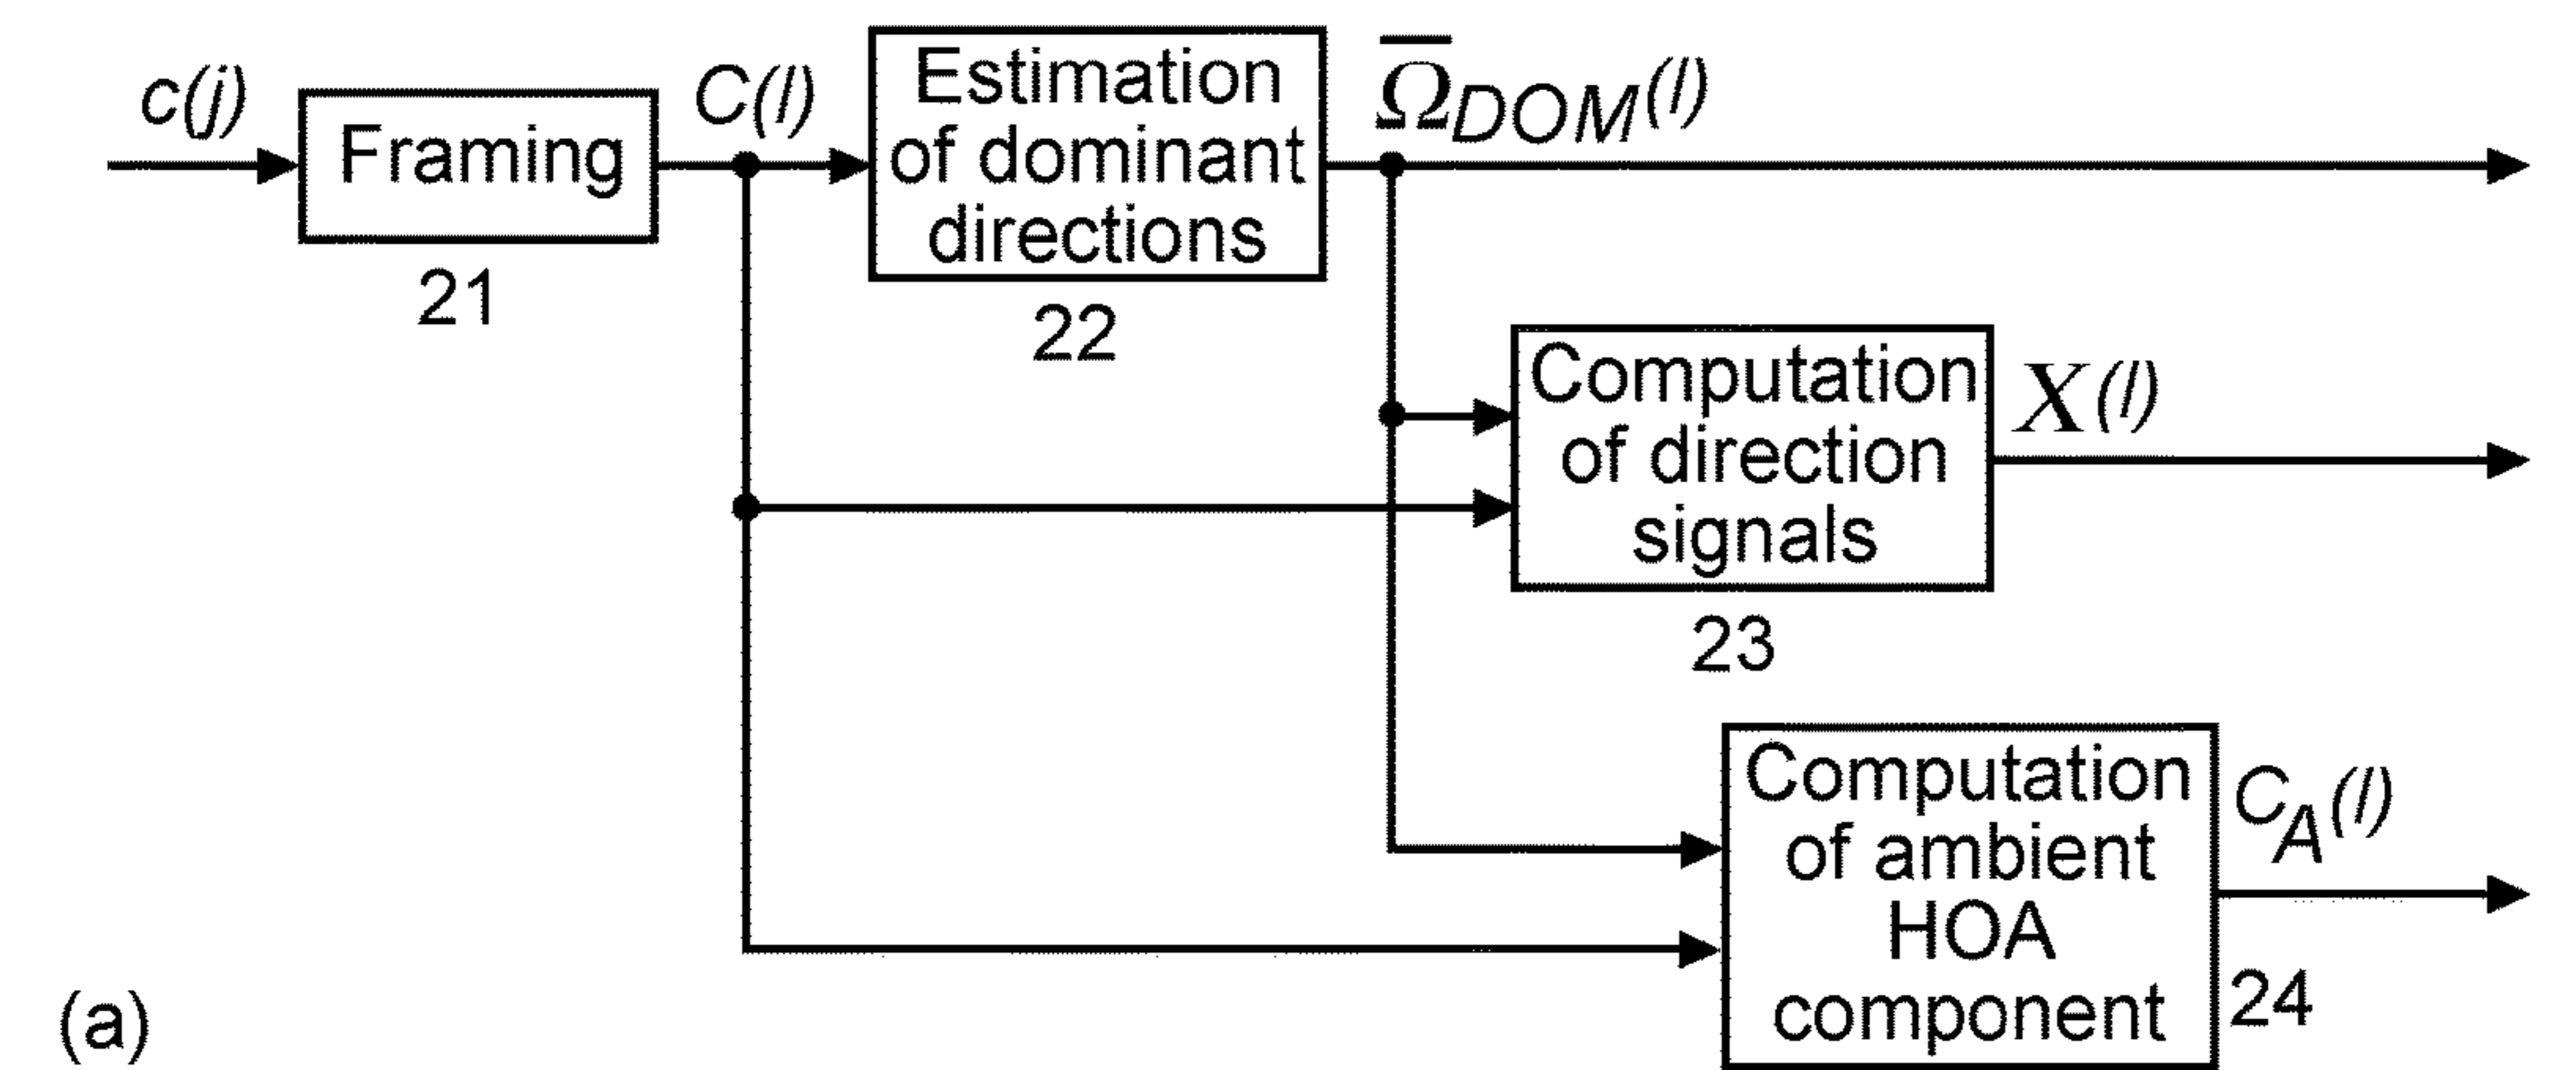 c(j)
Framing
21
C(l)
Estimation
of dominant
directions
22
Ω̅DOM(l)
Computation
of direction
signals
23
X(l)
Computation
of ambient
HOA
component
24
CA(l)
(a)